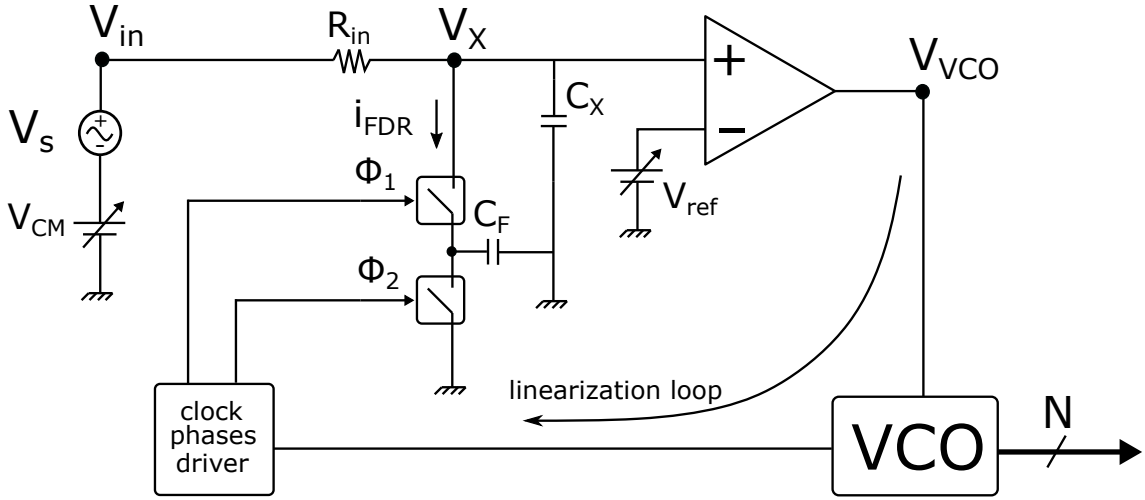 V_in
R_in
V_X
V_VCO
+
−
C_X
+
-
V_s
i_FDR
V_ref
Φ_1
V_CM
C_F
Φ_2
linearization loop
clock
phases
driver
VCO
N